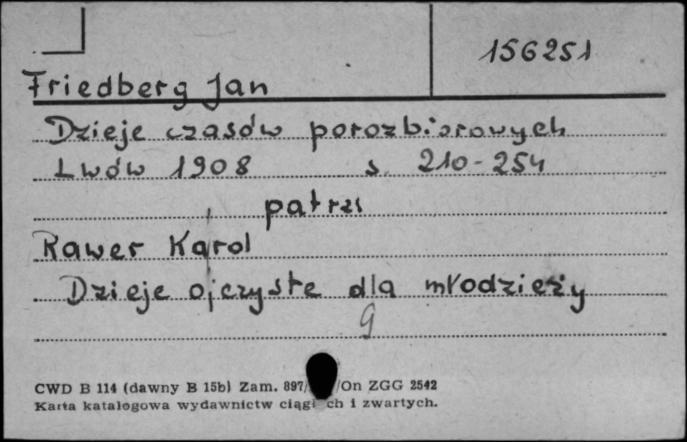 156251
Friedberg Jan
Dzieje czasów porozbiorowych
Lwów 1908 s. 210-254
patrz
Rawer Karol
Dzieje ojczyste dla młodzieży
9
CWD B 114 (dawny B 15b) Zam. 897/ /On ZGG 2542
Karta katalogowa wydawnictw ciągłych i zwartych.